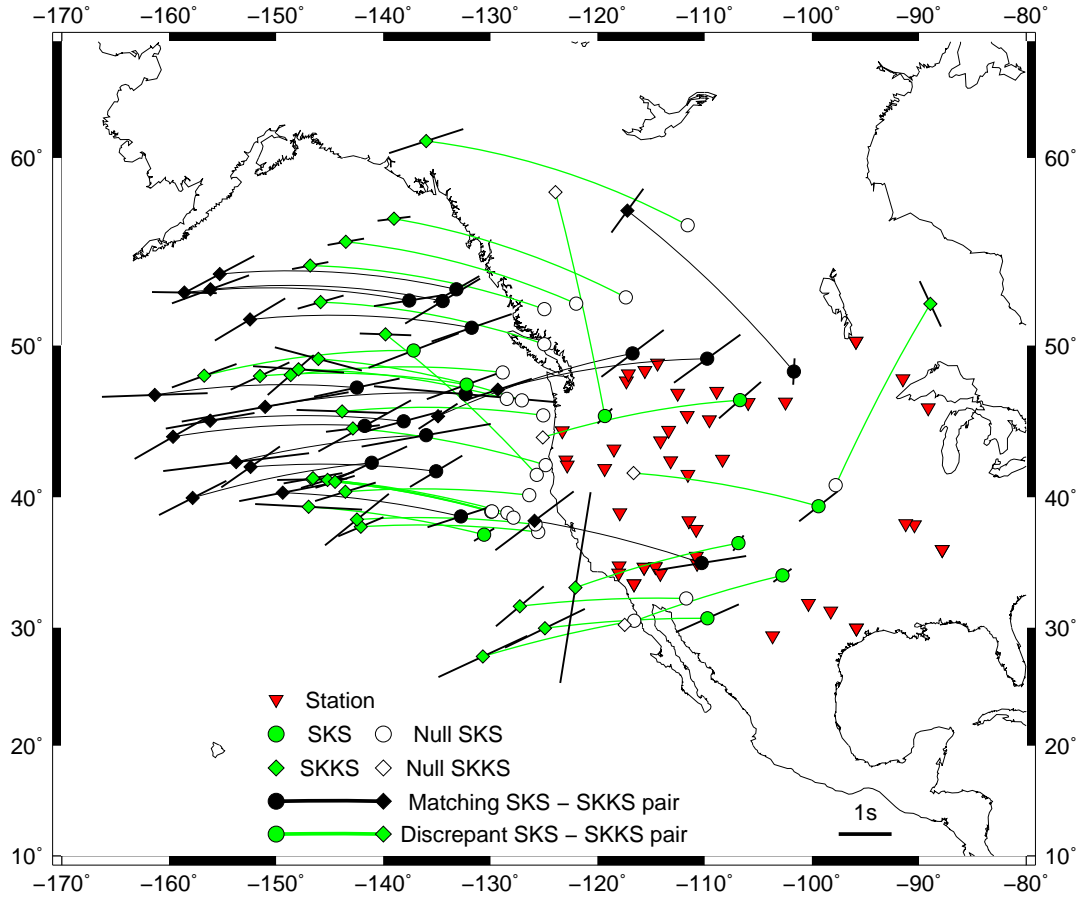 −170° −160° −150° −140° −130° −120° −110° −100° −90° −80°
60° 60°
50° 50°
40° 40°
30° 30°
Station
SKS Null SKS
20° 20°
SKKS Null SKKS
Matching SKS − SKKS pair 1s
Discrepant SKS − SKKS pair
10° 10°
−170° −160° −150° −140° −130° −120° −110° −100° −90° −80°